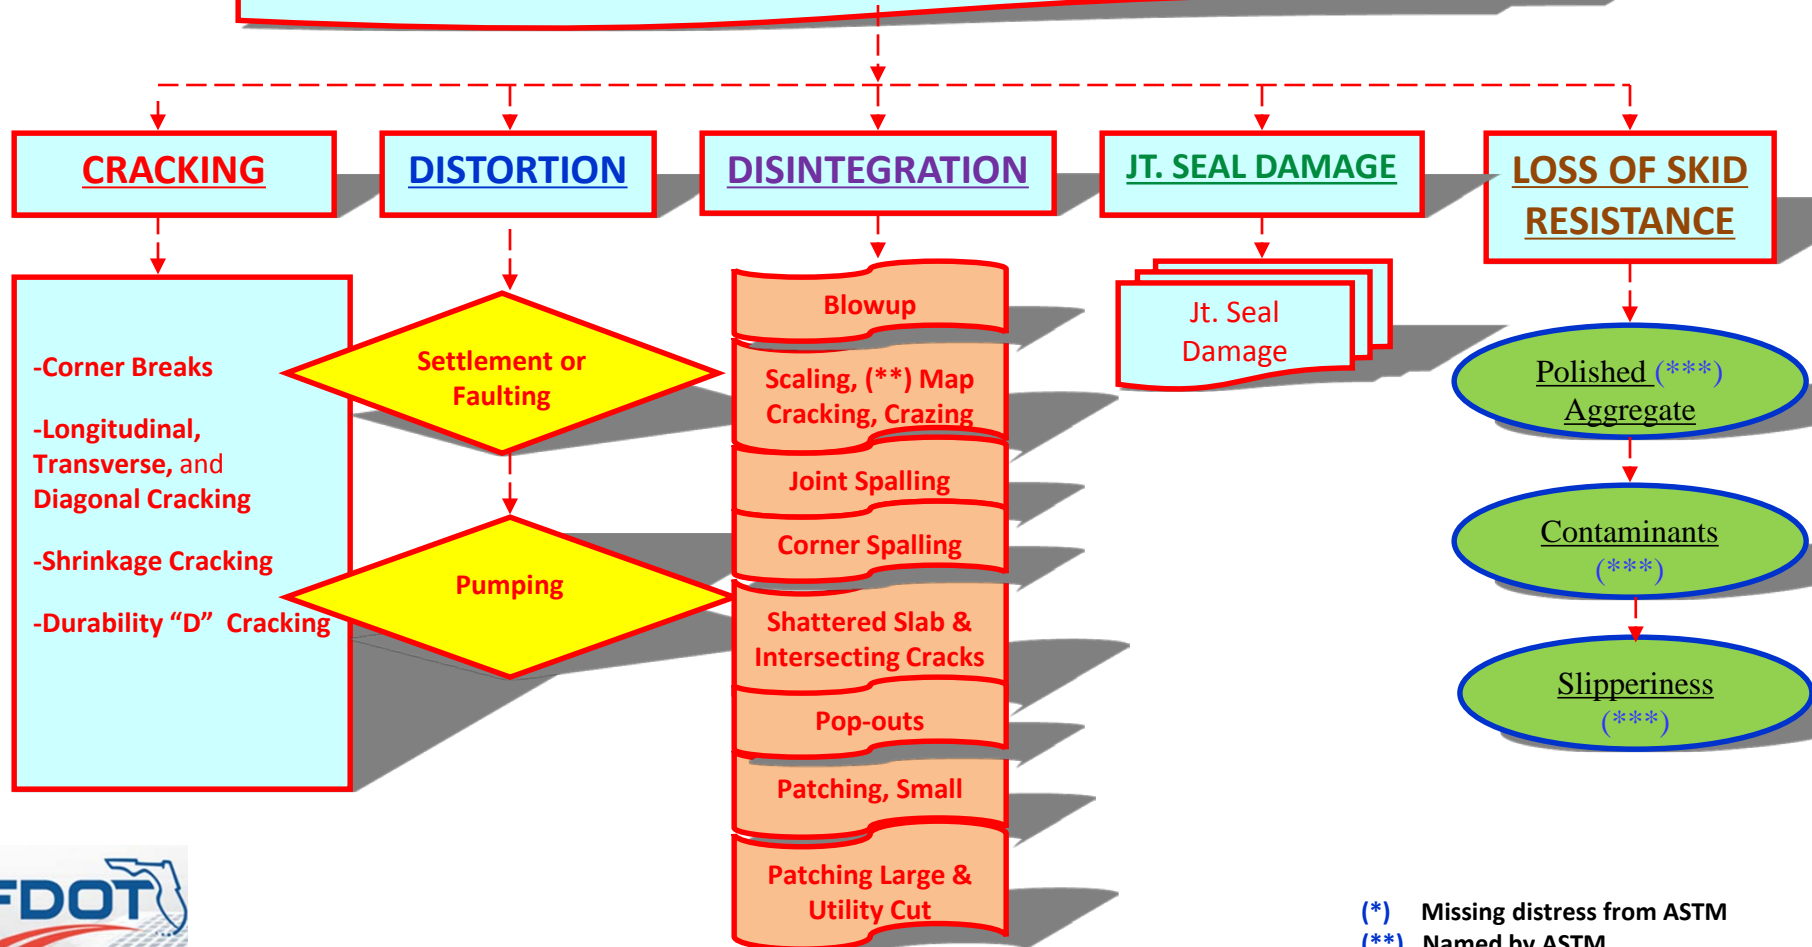 CRACKING
DISTORTION
DISINTEGRATION
JT. SEAL DAMAGE
LOSS OF SKID
RESISTANCE
-Corner Breaks
-Longitudinal,
Transverse, and
Diagonal Cracking
-Shrinkage Cracking
-Durability “D”  Cracking
Settlement or
Faulting
Pumping
Blowup
Scaling, (**) Map
Cracking, Crazing
Joint Spalling
Corner Spalling
Shattered Slab &
Intersecting Cracks
Pop-outs
Patching, Small
Patching Large &
Utility Cut
Jt. Seal
Damage
Polished (***)
Aggregate
Contaminants
(***)
Slipperiness
(***)
FDOT
(*) Missing distress from ASTM
(**) Named by ASTM